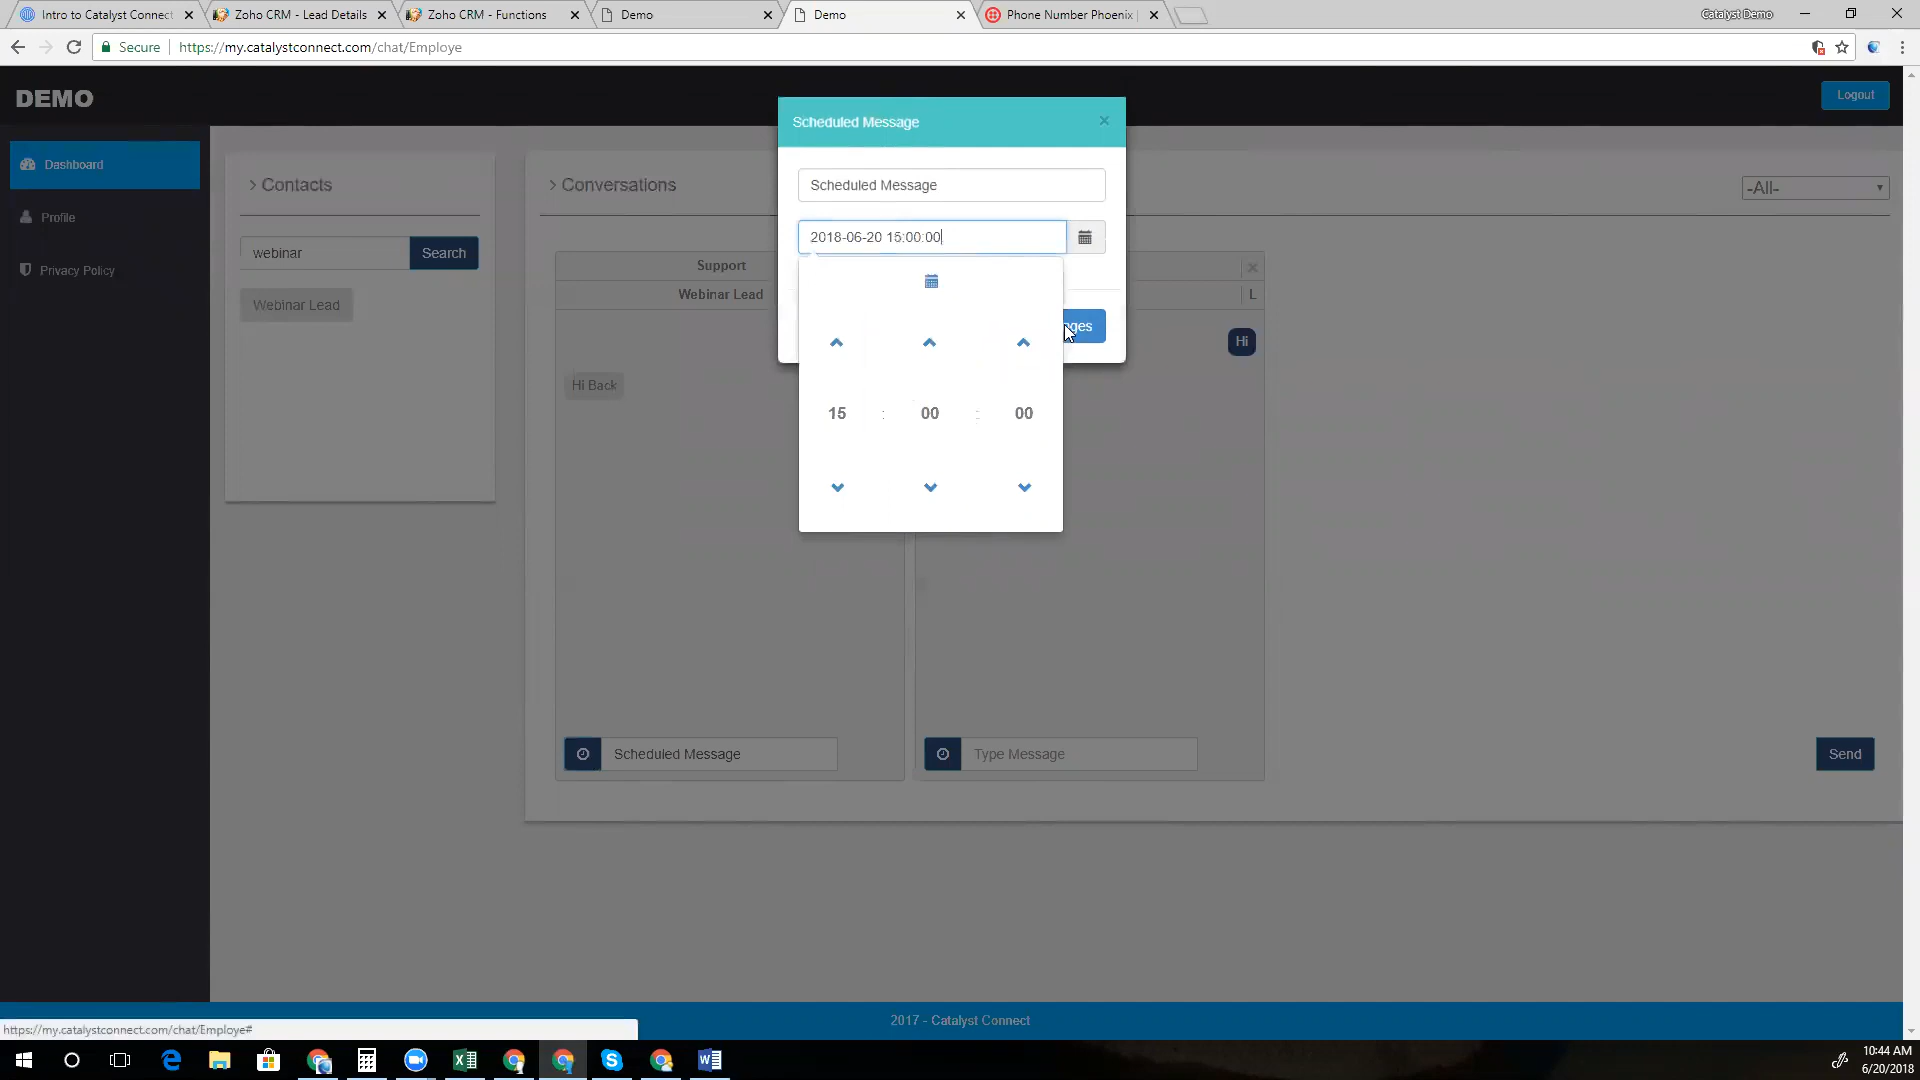 Intro to Catalyst Connect
Zoho CRM - Lead Details
Zoho CRM - Functions
Demo
Demo
Phone Number Phoenix
Catalyst Demo
Secure
https://my.catalystconnect.com/chat/Employe
DEMO
Logout
Dashboard
Profile
Privacy Policy
Contacts
webinar
Search
Webinar Lead
Conversations
-All-
Support
Webinar Lead
L
Hi
Hi Back
Scheduled Message
Type Message
Send
Scheduled Message
Scheduled Message
2018-06-20 15:00:00
15 : 00 : 00
2017 - Catalyst Connect
https://my.catalystconnect.com/chat/Employe#
10:44 AM
6/20/2018